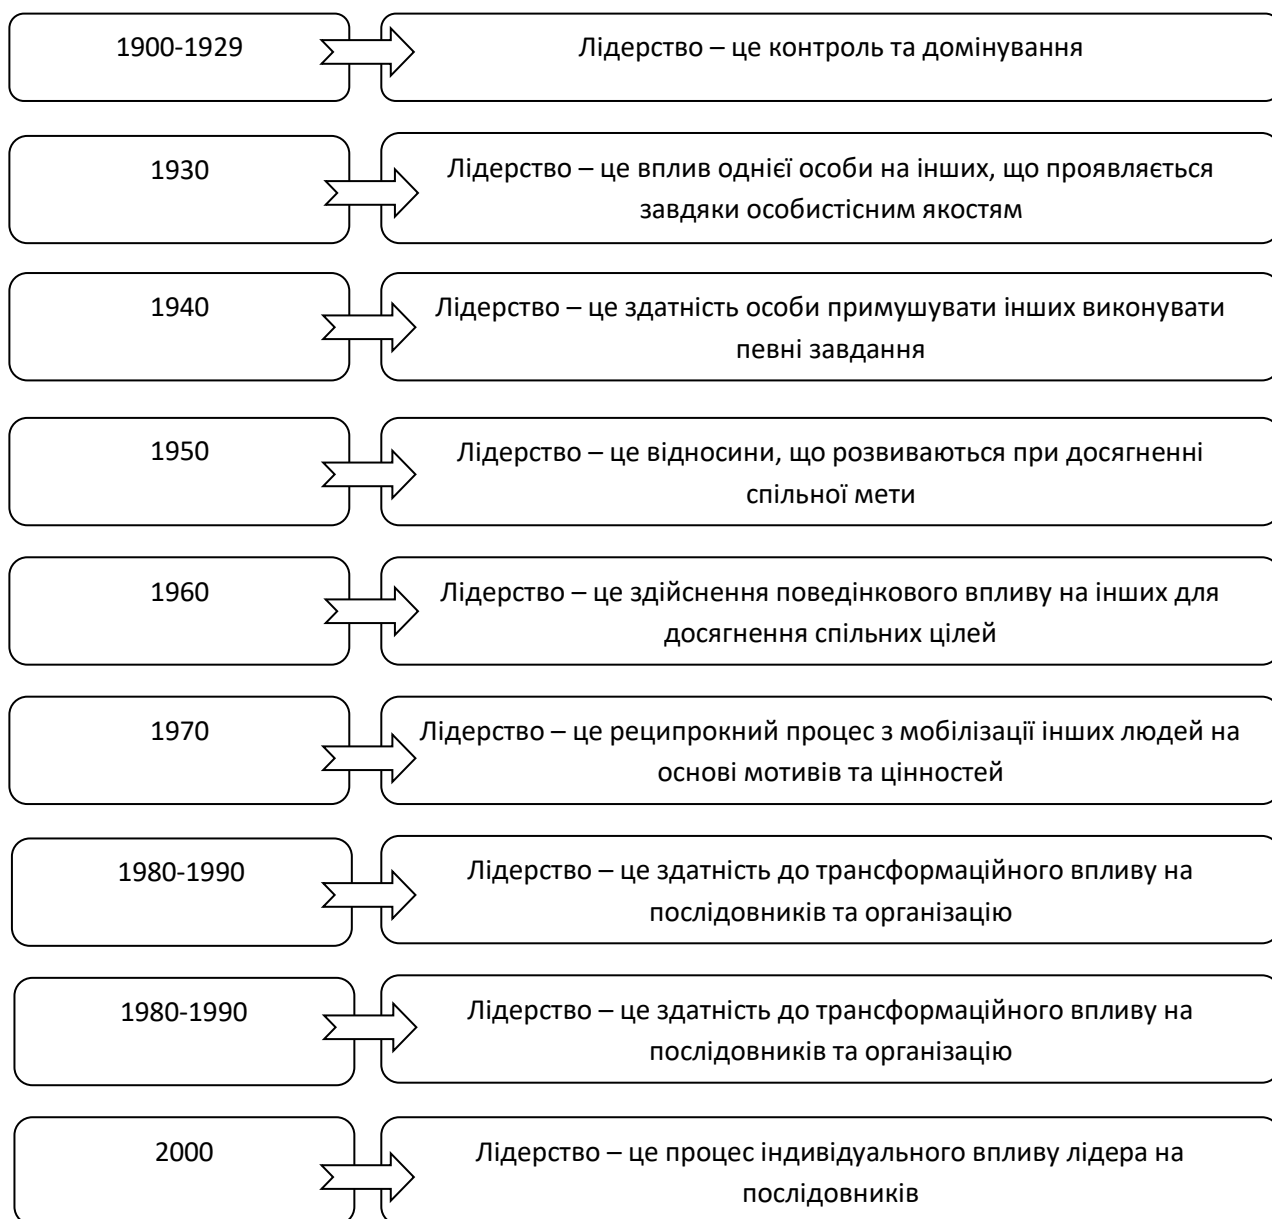 1900-1929
Лідерство – це контроль та домінування
1930
Лідерство – це вплив однієї особи на інших, що проявляється
завдяки особистісним якостям
1940
Лідерство – це здатність особи примушувати інших виконувати
певні завдання
1950
Лідерство – це відносини, що розвиваються при досягненні
спільної мети
1960
Лідерство – це здійснення поведінкового впливу на інших для
досягнення спільних цілей
1970
Лідерство – це реципрокний процес з мобілізації інших людей на
основі мотивів та цінностей
1980-1990
Лідерство – це здатність до трансформаційного впливу на
послідовників та організацію
1980-1990
Лідерство – це здатність до трансформаційного впливу на
послідовників та організацію
2000
Лідерство – це процес індивідуального впливу лідера на
послідовників